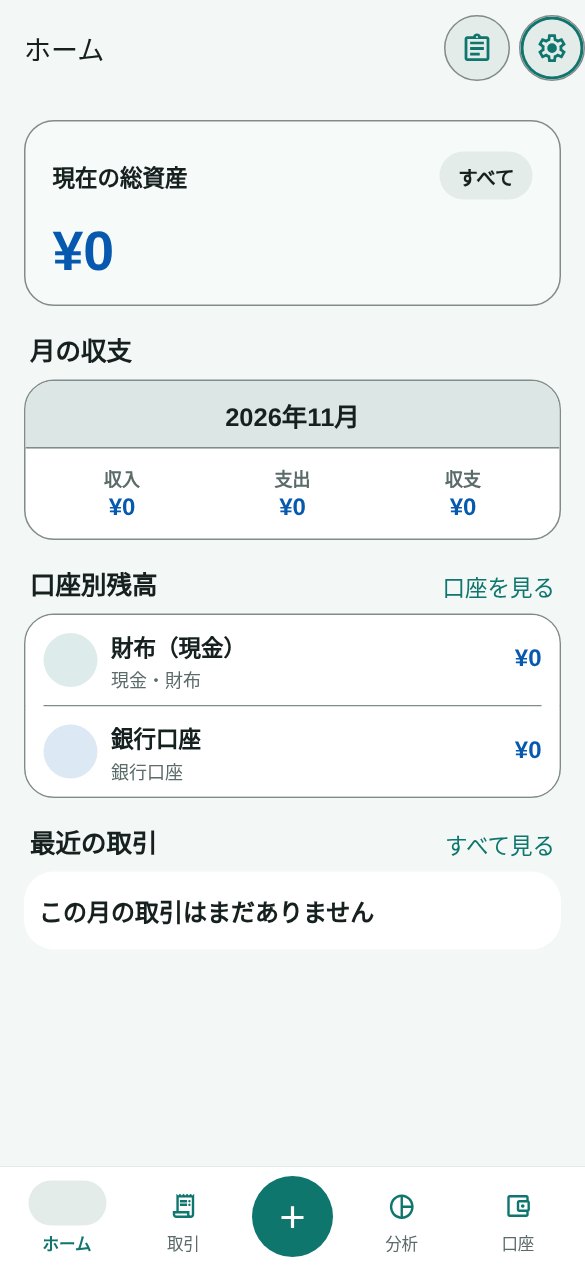 ホーム
現在の総資産
すべて
¥0
月の収支
2026年11月
収入 支出 収支
¥0 ¥0 ¥0
口座別残高 口座を見る
財布（現金）
現金・財布
¥0
銀行口座
銀行口座
¥0
最近の取引 すべて見る
この月の取引はまだありません
ホーム 取引 分析 口座